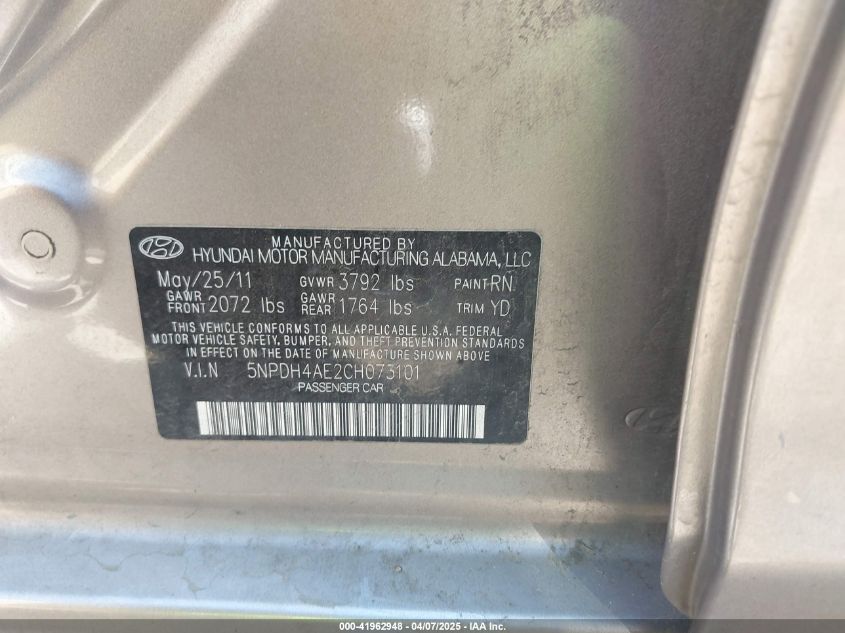 MANUFACTURED BY
HYUNDAI MOTOR MANUFACTURING ALABAMA, LLC
May/25/11 GVWR 3792 lbs PAINT RN
GAWR FRONT 2072 lbs GAWR REAR 1764 lbs TRIM YD
THIS VEHICLE CONFORMS TO ALL APPLICABLE U.S.A. FEDERAL
MOTOR VEHICLE SAFETY, BUMPER, AND THEFT PREVENTION STANDARDS
IN EFFECT ON THE DATE OF MANUFACTURE SHOWN ABOVE
V.I.N 5NPDH4AE2CH073101
PASSENGER CAR
000-41962948 - 04/07/2025 - IAA Inc.